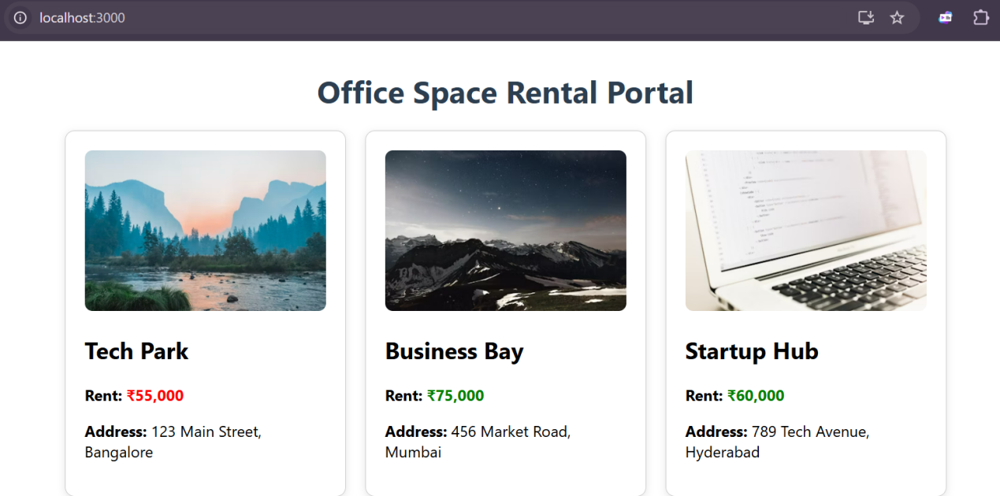 localhost:3000
Office Space Rental Portal
Tech Park
Rent: ₹55,000
Address: 123 Main Street,
Bangalore
Business Bay
Rent: ₹75,000
Address: 456 Market Road,
Mumbai
Startup Hub
Rent: ₹60,000
Address: 789 Tech Avenue,
Hyderabad